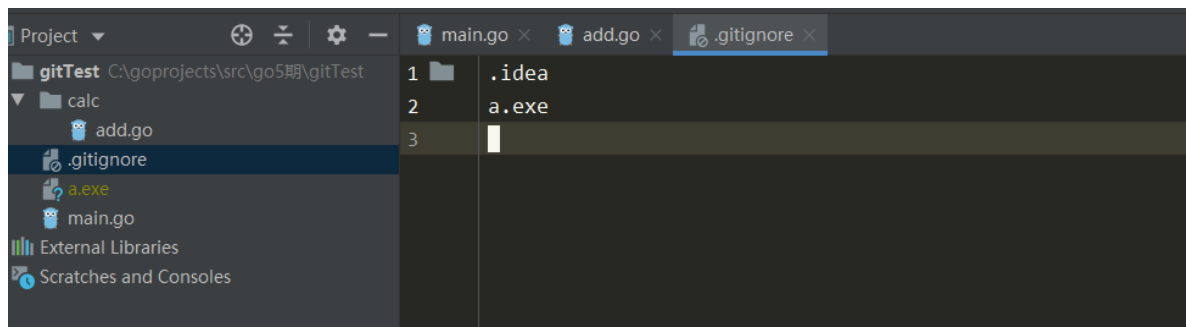 Project
main.go
add.go
.gitignore
gitTest C:\goprojects\src\go5期\gitTest
calc
add.go
.gitignore
a.exe
main.go
External Libraries
Scratches and Consoles
1 .idea
2 a.exe
3